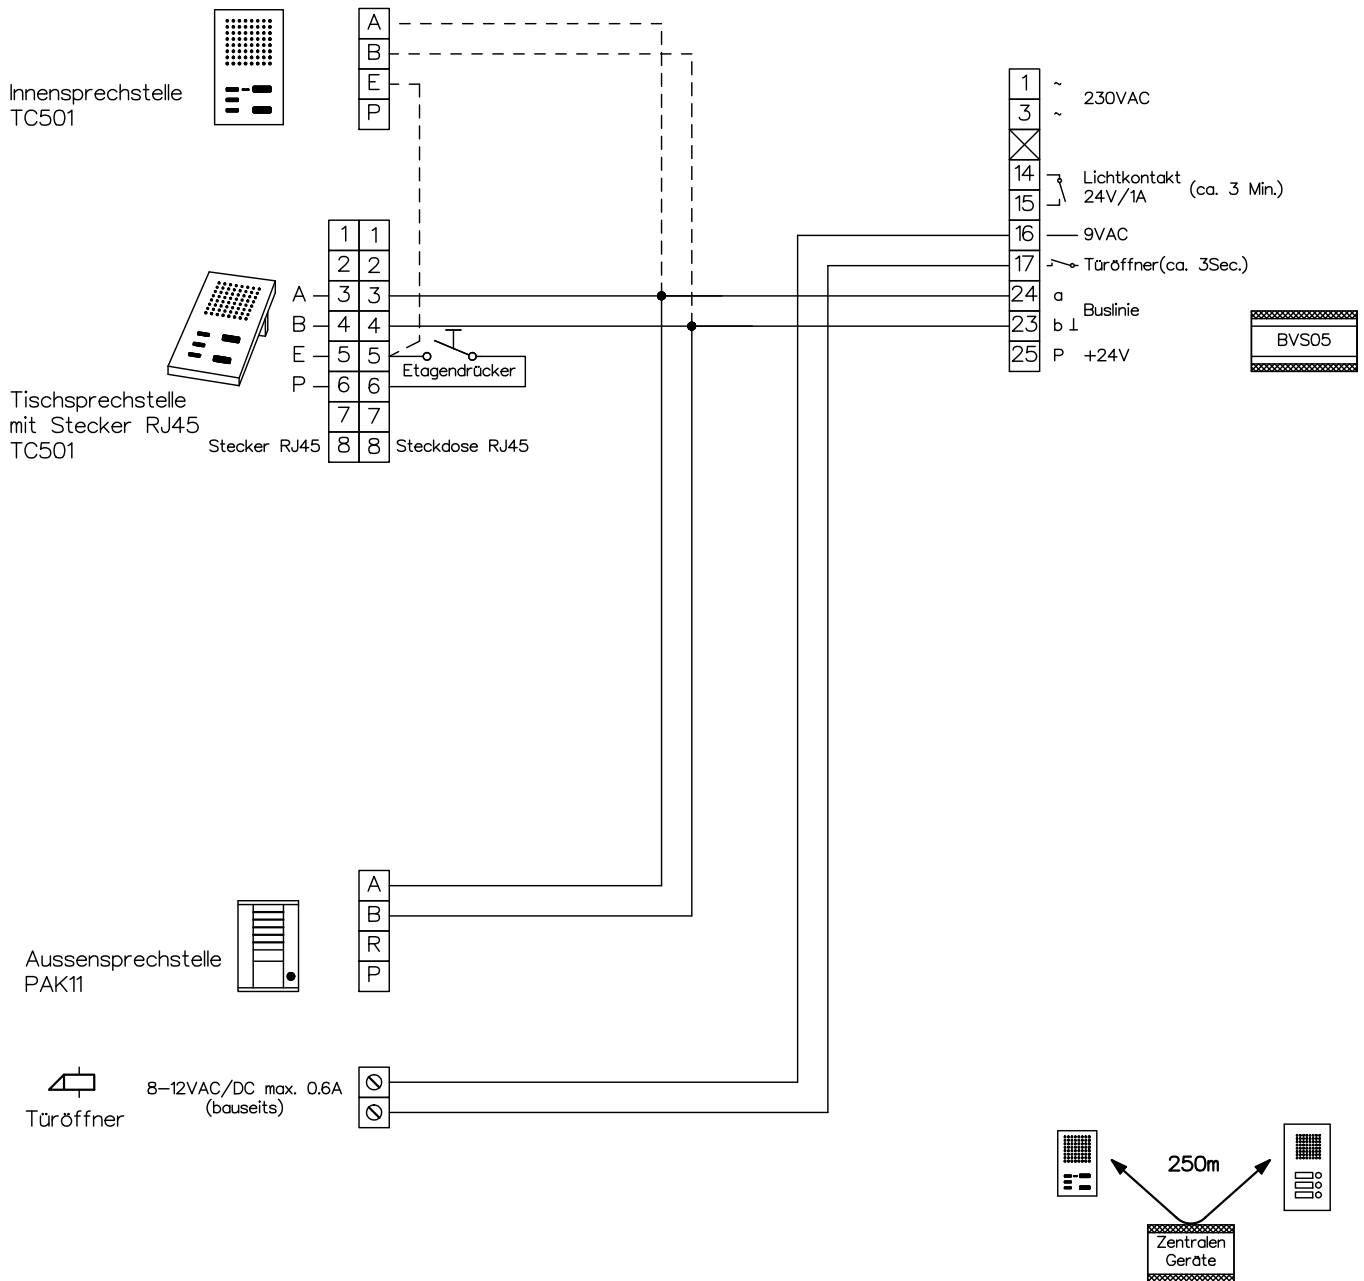 A
B
E
P
Innensprechstelle
TC501
1 ~
3 ~
230VAC
14
15
Lichtkontakt
24V/1A
(ca. 3 Min.)
16 9VAC
17 Türöffner(ca. 3Sec.)
24 a
23 b ⊥
Buslinie
25 P +24V
BVS05
1 1
2 2
A 3 3
B 4 4
E 5 5
P 6 6
7 7
Stecker RJ45 8 8 Steckdose RJ45
Etagendrücker
Tischsprechstelle
mit Stecker RJ45
TC501
A
B
R
P
Aussensprechstelle
PAK11
8-12VAC/DC max. 0.6A
(bauseits)
Türöffner
250m
Zentralen
Geräte